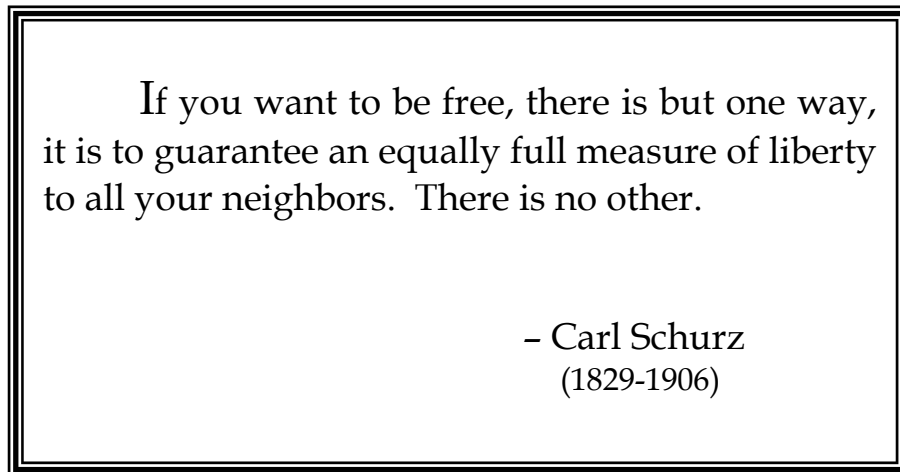 If you want to be free, there is but one way,
it is to guarantee an equally full measure of liberty
to all your neighbors.  There is no other.
– Carl Schurz
(1829-1906)